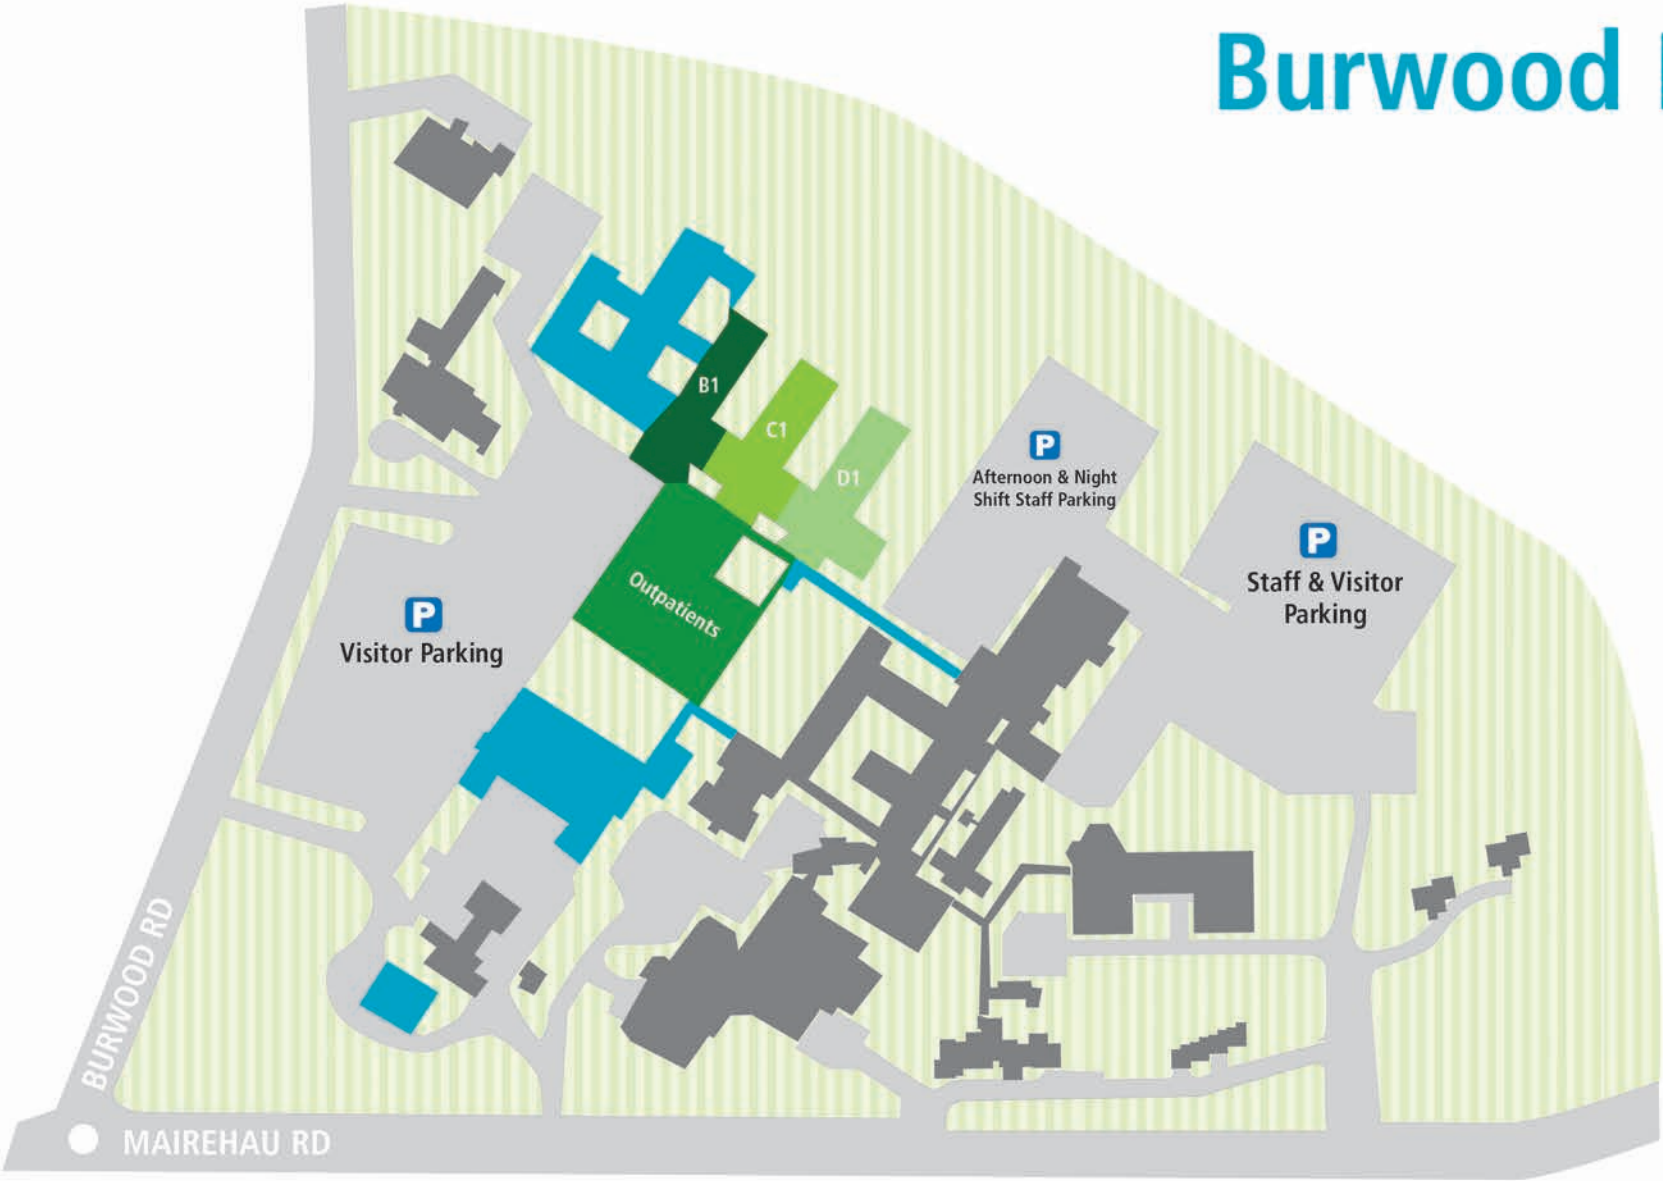 Burwood
B1
C1
D1
P
Afternoon & Night
Shift Staff Parking
P
Staff & Visitor
Parking
Outpatients
P
Visitor Parking
BURWOOD RD
MAIREHAU RD